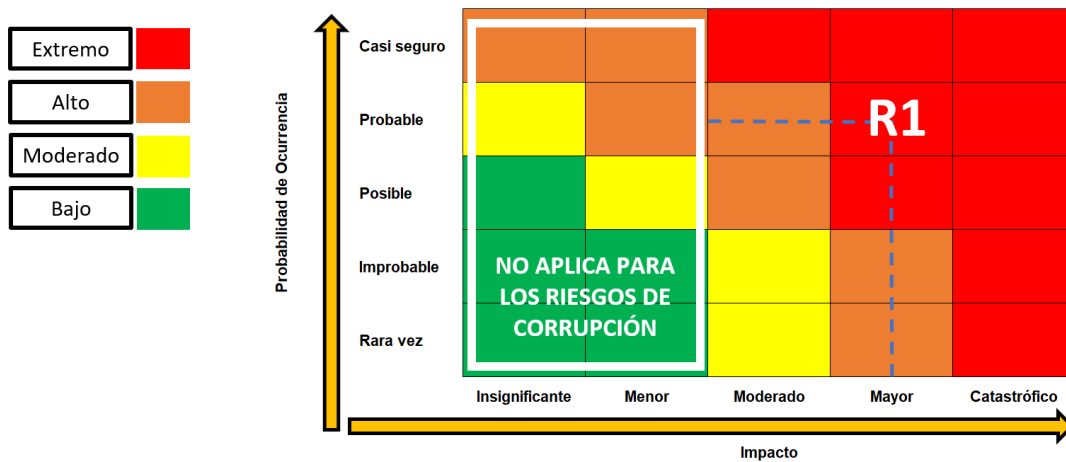 Extremo
Alto
Moderado
Bajo
Probabilidad de Ocurrencia
Casi seguro
Probable
Posible
Improbable
Rara vez
R1
NO APLICA PARA
LOS RIESGOS DE
CORRUPCIÓN
Insignificante
Menor
Moderado
Mayor
Catastrófico
Impacto